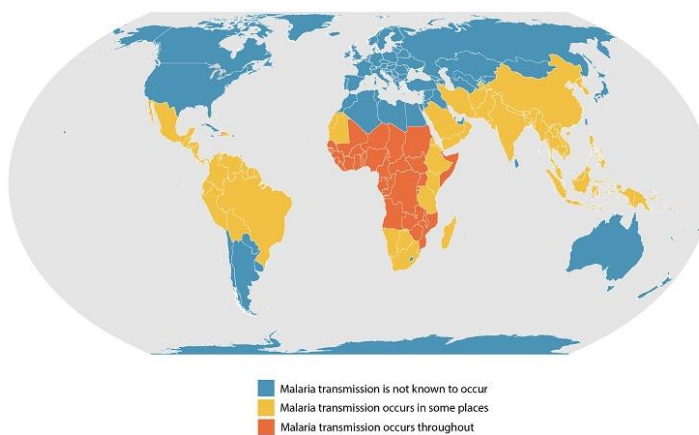 Malaria transmission is not known to occur
Malaria transmission occurs in some places
Malaria transmission occurs throughout